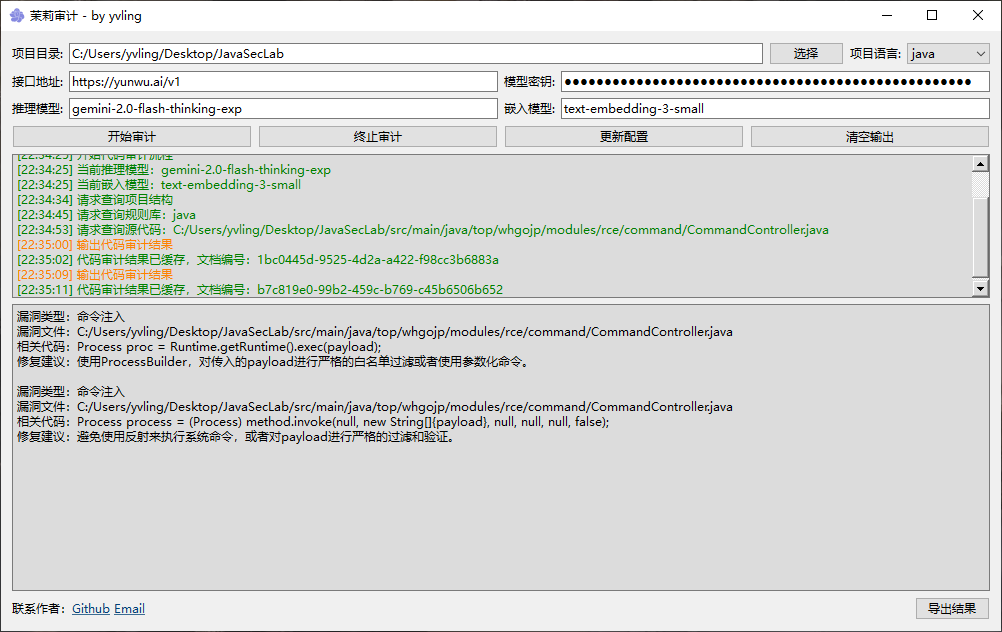 茉莉审计 - by yvling
项目目录: C:/Users/yvling/Desktop/JavaSecLab 选择 项目语言: java
接口地址: https://yunwu.ai/v1 模型密钥: ●●●●●●●●●●●●●●●●●●●●●●●●●●●●●●●●●●●●●●●●●●●●●●●●●●●
推理模型: gemini-2.0-flash-thinking-exp 嵌入模型: text-embedding-3-small
开始审计 终止审计 更新配置 清空输出
[22:34:25] 开始代码审计流程
[22:34:25] 当前推理模型：gemini-2.0-flash-thinking-exp
[22:34:25] 当前嵌入模型：text-embedding-3-small
[22:34:34] 请求查询项目结构
[22:34:45] 请求查询规则库：java
[22:34:53] 请求查询源代码：C:/Users/yvling/Desktop/JavaSecLab/src/main/java/top/whgojp/modules/rce/command/CommandController.java
[22:35:00] 输出代码审计结果
[22:35:02] 代码审计结果已缓存，文档编号：1bc0445d-9525-4d2a-a422-f98cc3b6883a
[22:35:09] 输出代码审计结果
[22:35:11] 代码审计结果已缓存，文档编号：b7c819e0-99b2-459c-b769-c45b6506b652
漏洞类型：命令注入
漏洞文件：C:/Users/yvling/Desktop/JavaSecLab/src/main/java/top/whgojp/modules/rce/command/CommandController.java
相关代码：Process proc = Runtime.getRuntime().exec(payload);
修复建议：使用ProcessBuilder，对传入的payload进行严格的白名单过滤或者使用参数化命令。
漏洞类型：命令注入
漏洞文件：C:/Users/yvling/Desktop/JavaSecLab/src/main/java/top/whgojp/modules/rce/command/CommandController.java
相关代码：Process process = (Process) method.invoke(null, new String[]{payload}, null, null, null, false);
修复建议：避免使用反射来执行系统命令，或者对payload进行严格的过滤和验证。
联系作者： Github Email 导出结果